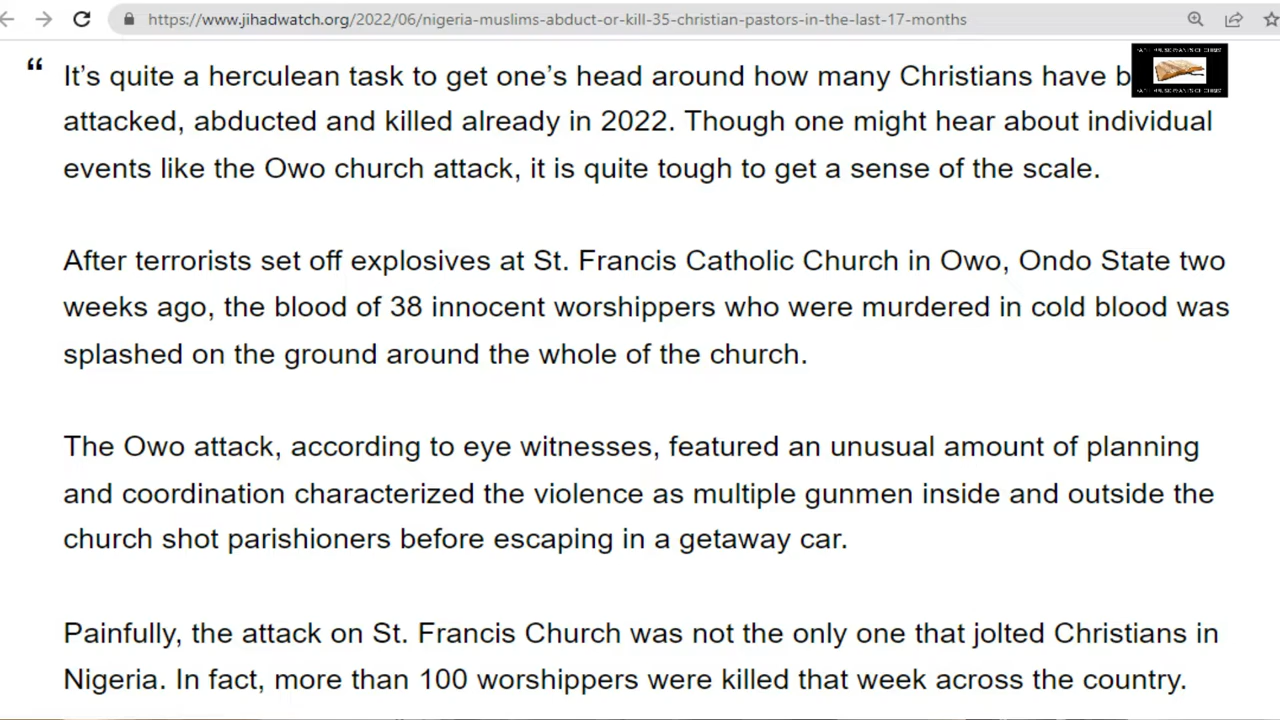 https://www.jihadwatch.org/2022/06/nigeria-muslims-abduct-or-kill-35-christian-pastors-in-the-last-17-months
“ It’s quite a herculean task to get one’s head around how many Christians have b
attacked, abducted and killed already in 2022. Though one might hear about individual
events like the Owo church attack, it is quite tough to get a sense of the scale.
After terrorists set off explosives at St. Francis Catholic Church in Owo, Ondo State two
weeks ago, the blood of 38 innocent worshippers who were murdered in cold blood was
splashed on the ground around the whole of the church.
The Owo attack, according to eye witnesses, featured an unusual amount of planning
and coordination characterized the violence as multiple gunmen inside and outside the
church shot parishioners before escaping in a getaway car.
Painfully, the attack on St. Francis Church was not the only one that jolted Christians in
Nigeria. In fact, more than 100 worshippers were killed that week across the country.